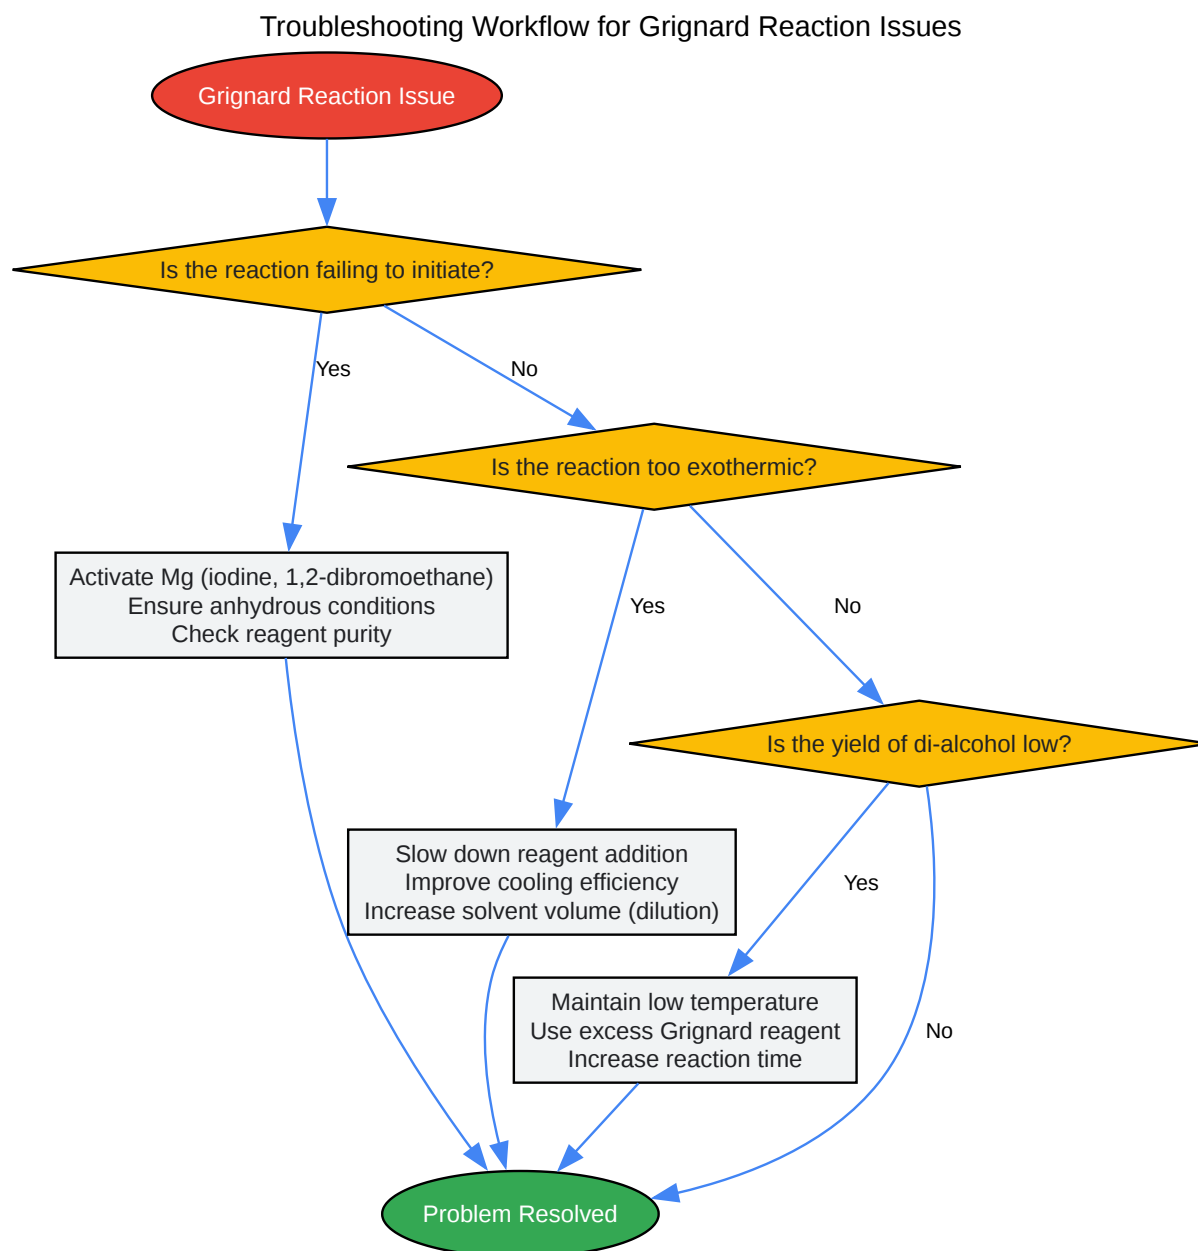 Troubleshooting Workflow for Grignard Reaction Issues
Grignard Reaction Issue
Is the reaction failing to initiate?
Yes
No
Is the reaction too exothermic?
Activate Mg (iodine, 1,2-dibromoethane)
Ensure anhydrous conditions
Check reagent purity
Yes
No
Is the yield of di-alcohol low?
Slow down reagent addition
Improve cooling efficiency
Increase solvent volume (dilution)
Yes
Maintain low temperature
Use excess Grignard reagent
Increase reaction time
No
Problem Resolved